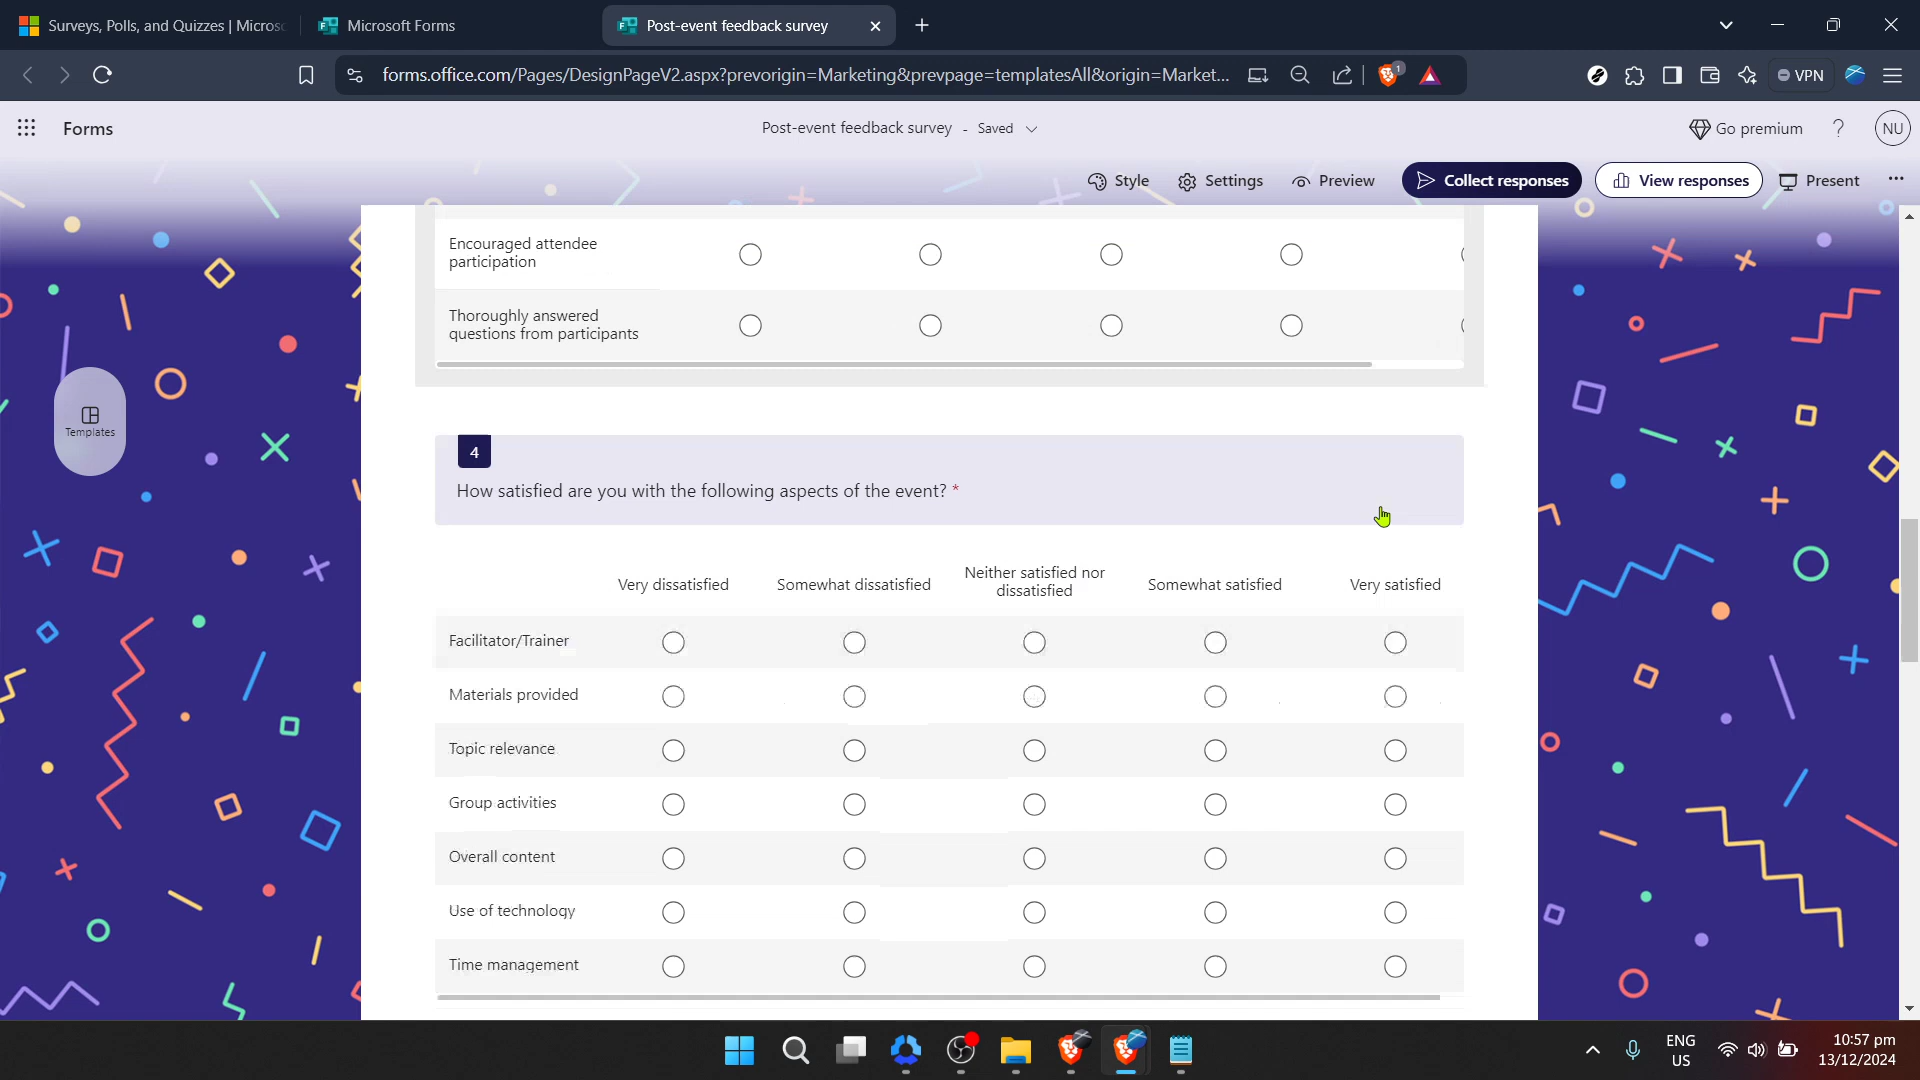 Surveys, Polls, and Quizzes | Micros
Microsoft Forms
Post-event feedback survey
forms.office.com/Pages/DesignPageV2.aspx?prevorigin=Marketing&prevpage=templatesAll&origin=Market...
1
VPN
Forms
Post-event feedback survey - Saved
Go premium
?
NU
Style
Settings
Preview
Collect responses
View responses
Present
Templates
Encouraged attendee
participation
Thoroughly answered
questions from participants
4
How satisfied are you with the following aspects of the event? *
Very dissatisfied
Somewhat dissatisfied
Neither satisfied nor
dissatisfied
Somewhat satisfied
Very satisfied
Facilitator/Trainer
Materials provided
Topic relevance
Group activities
Overall content
Use of technology
Time management
ENG
US
10:57 pm
13/12/2024